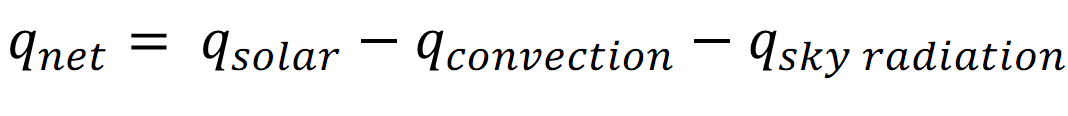 q_net = q_solar − q_convection − q_sky radiation